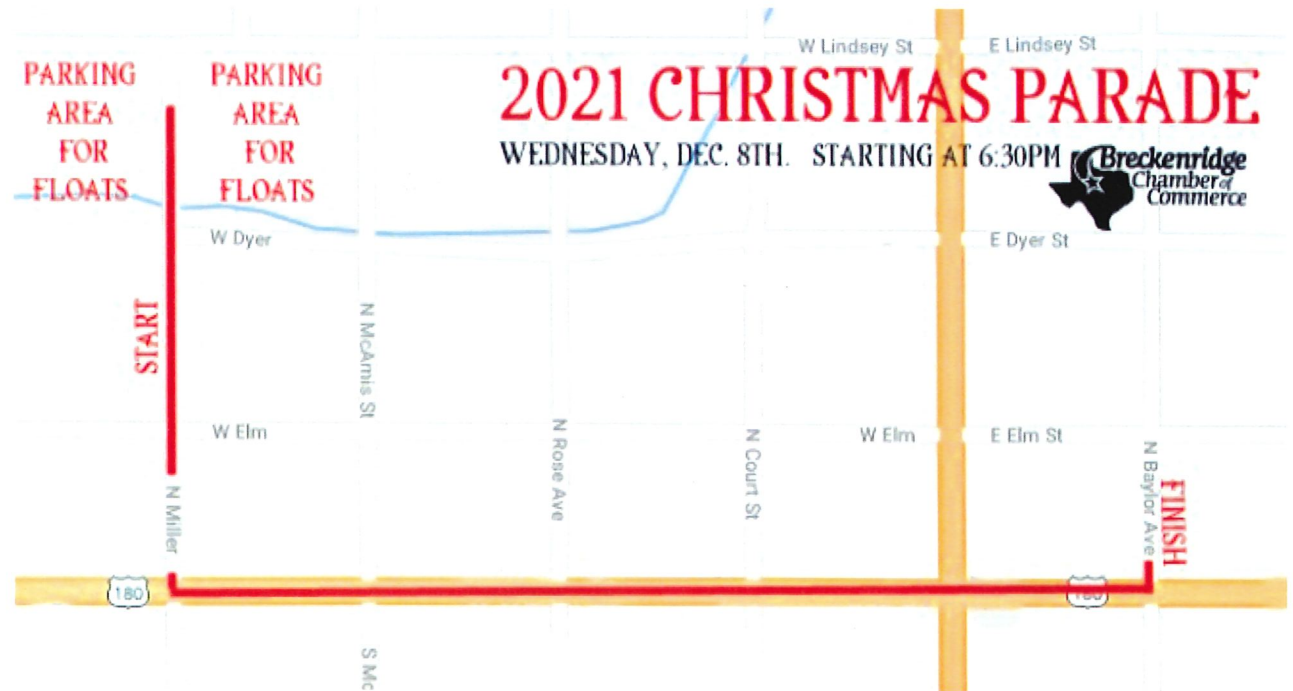 W Lindsey St
E Lindsey St
PARKING
AREA
FOR
FLOATS
PARKING
AREA
FOR
FLOATS
2021 CHRISTMAS PARADE
WEDNESDAY, DEC. 8TH. STARTING AT 6:30PM
Breckenridge
Chamber of
Commerce
W Dyer
E Dyer St
START
N McAmis St
W Elm
W Elm
E Elm St
N Rose Ave
N Court St
N Baylor Ave
FINISH
N Miller
180
180
S Mc